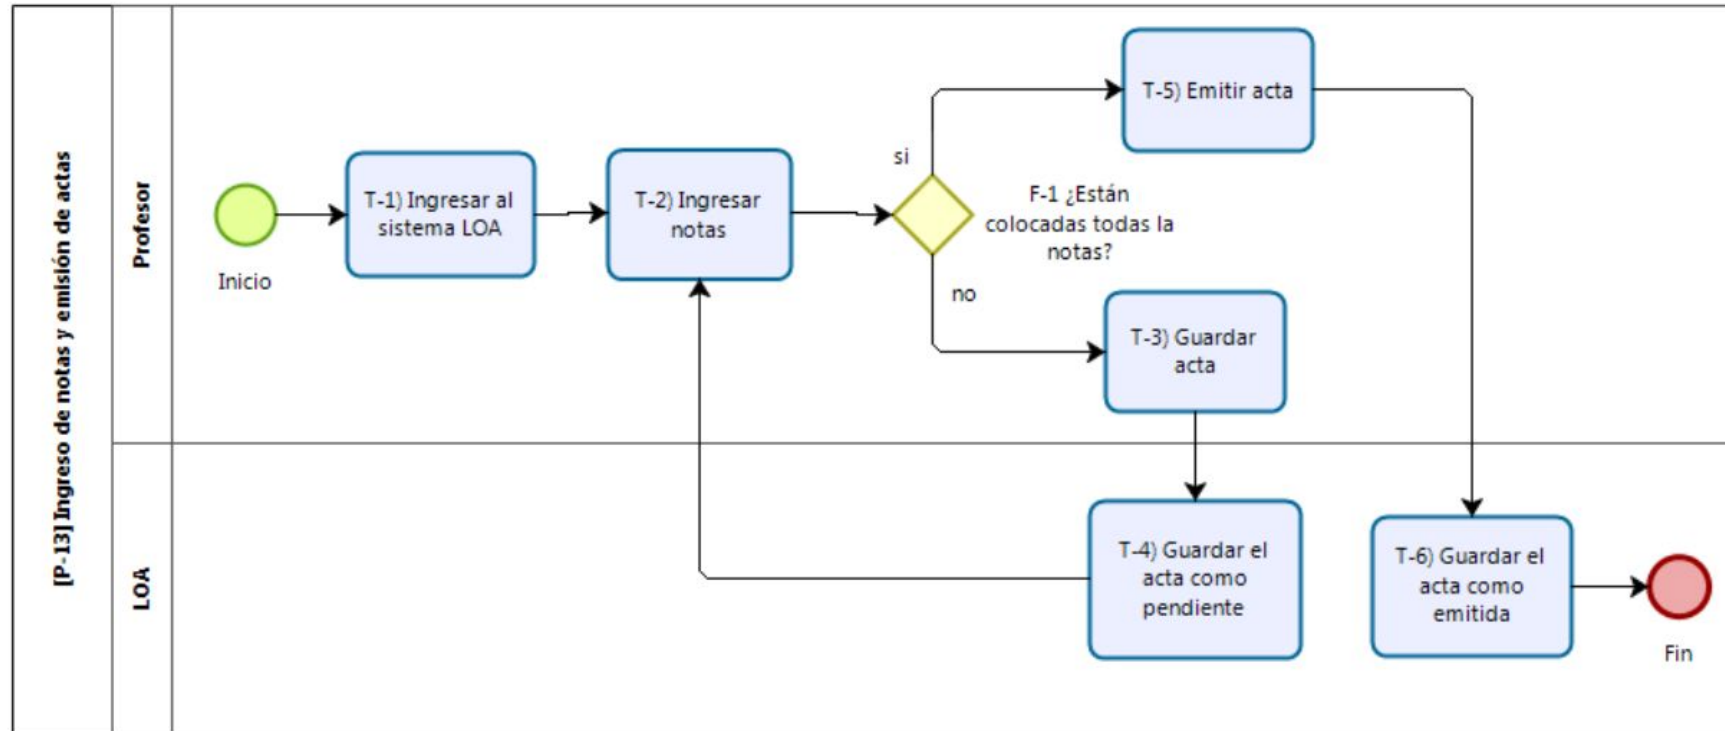 [P-13] Ingreso de notas y emisión de actas
Profesor
Inicio
T-1) Ingresar al
sistema LOA
T-2) Ingresar
notas
si
F-1 ¿Están
colocadas todas la
notas?
no
T-5) Emitir acta
T-3) Guardar
acta
LOA
T-4) Guardar el
acta como
pendiente
T-6) Guardar el
acta como
emitida
Fin